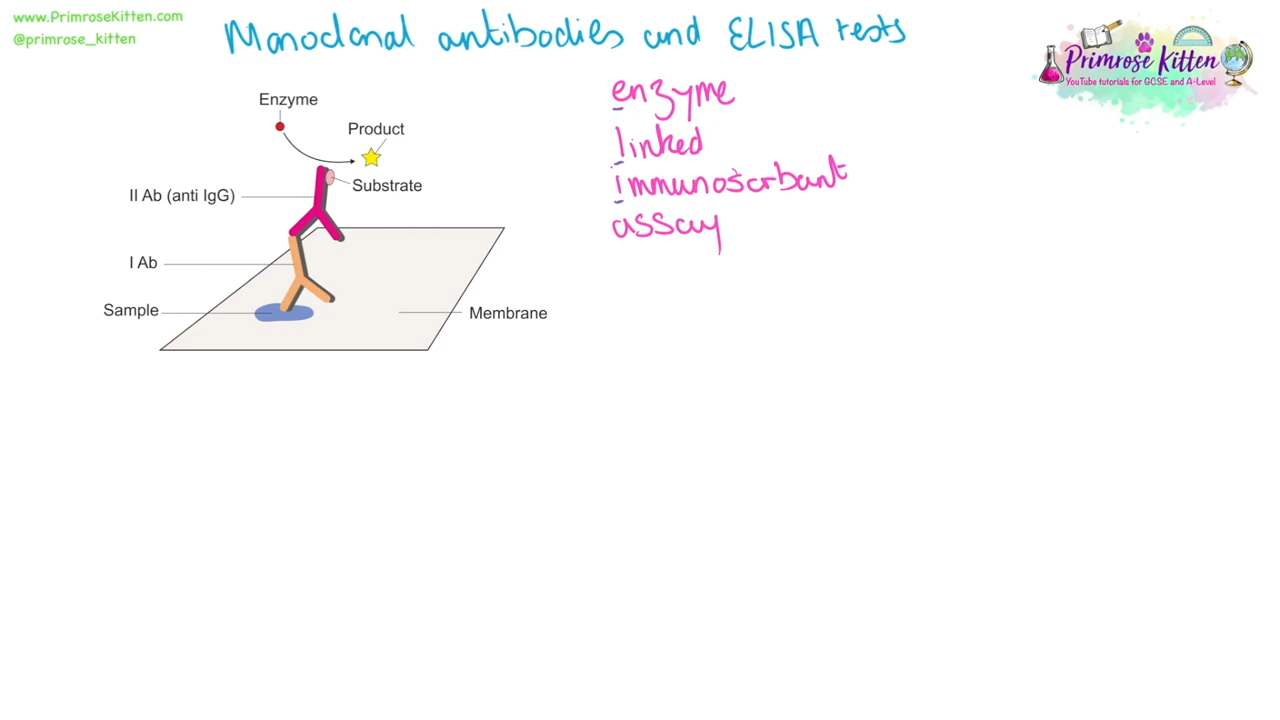 www.PrimroseKitten.com
@primrose_kitten
Monoclonal antibodies and ELISA tests
Primrose Kitten
YouTube tutorials for GCSE and A-Level
Enzyme
Product
Substrate
II Ab (anti IgG)
I Ab
Sample
Membrane
enzyme
linked
immunosorbant
assay